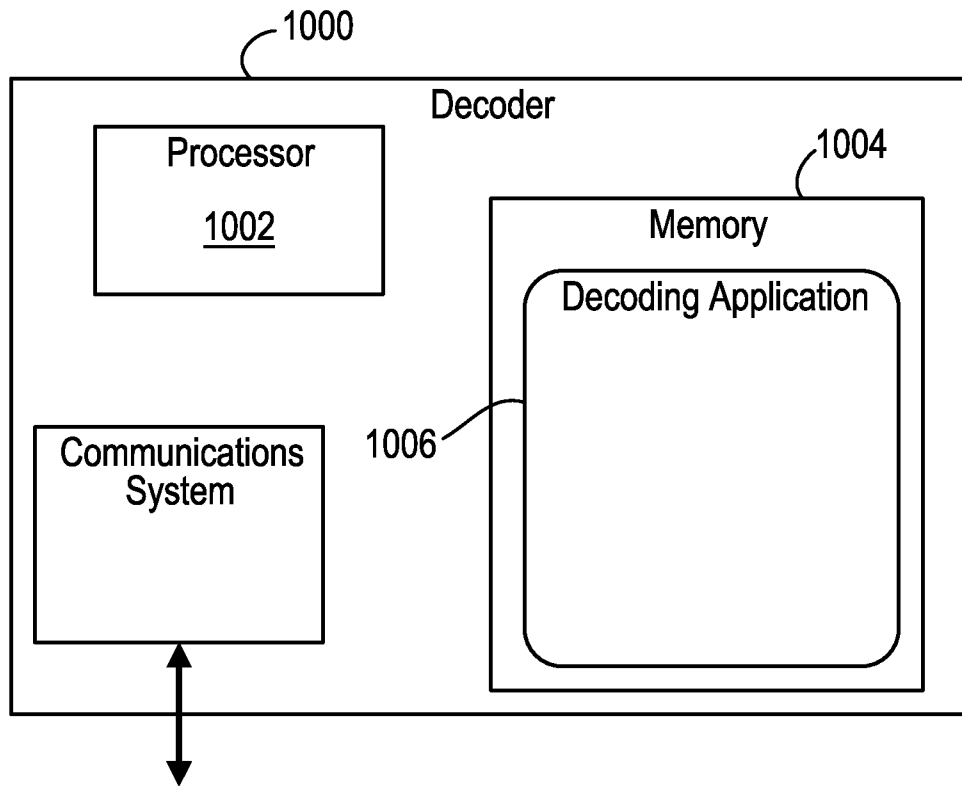 1000
Decoder
Processor
1002
1004
Memory
Decoding Application
1006
Communications
System